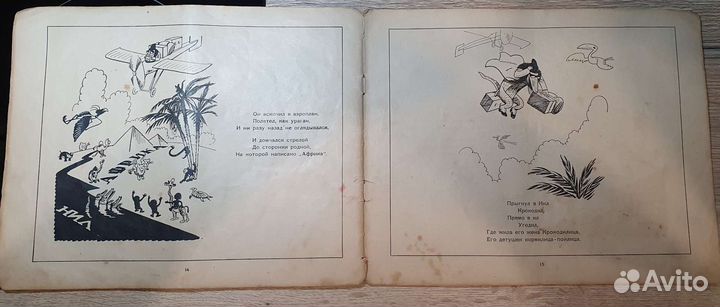 Он вскочил в аэроплан,
Полетел, как ураган,
И ни разу назад не оглядывался,
И домчался стрелой
До сторонки родной,
На которой написано „Африка“.
НИЛ
14
Прыгнул в Нил
Крокодил,
Прямо в ил
Угодил,
Где жила его жена Крокодилица,
Его детушек кормилица-поилица.
15
Avito